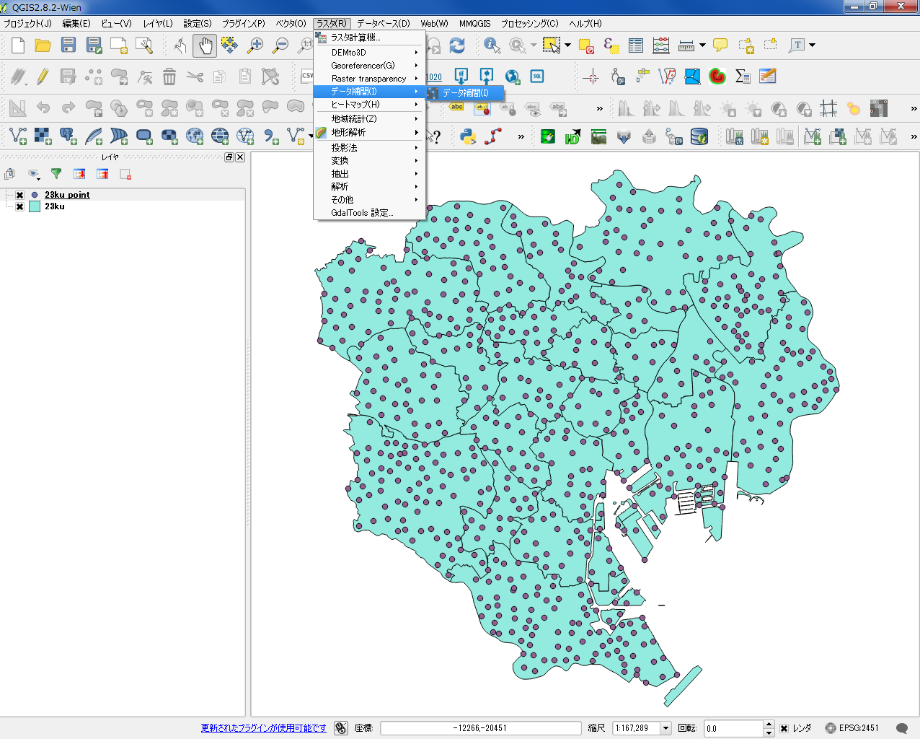 QGIS2.8.2-Wien
プロジェクト(J) 編集(E) ビュー(V) レイヤ(L) 設定(S) プラグイン(P) ベクタ(O) ラスタ(R) データベース(D) Web(W) MMQGIS プロセッシング(C) ヘルプ(H)
ラスタ計算機...
DEMto3D
Georeferencer(G)
Raster transparency
データ補間(I)
データ補間(I)
ヒートマップ(H)
地域統計(Z)
地形解析
投影法
変換
抽出
解析
その他
GdalTools 設定...
レイヤ
23ku point
23ku
更新されたプラグインが使用可能です 座標: -12266,-20451 縮尺 1:167,289 回転: 0.0 レンダ EPSG:2451